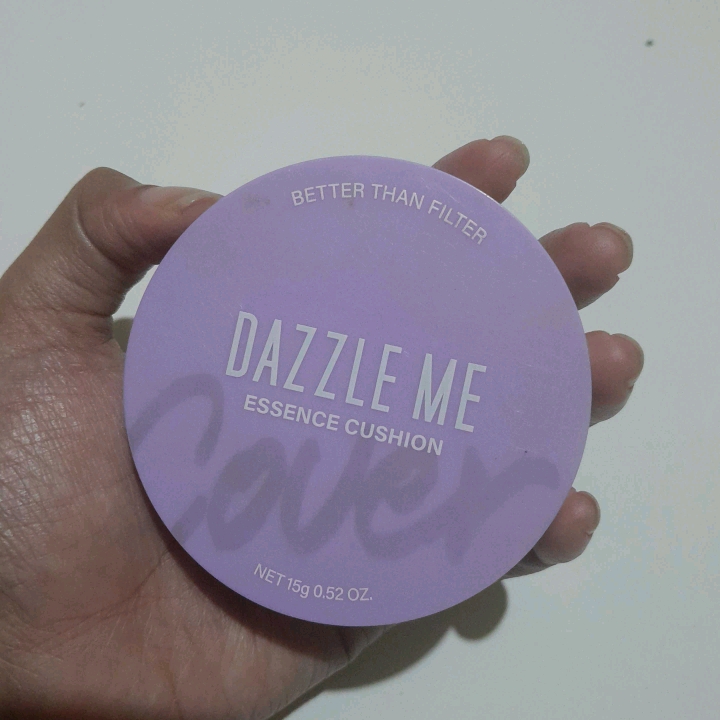 BETTER THAN FILTER
DAZZLE ME
ESSENCE CUSHION
Cover
NET 15g 0.52 OZ.